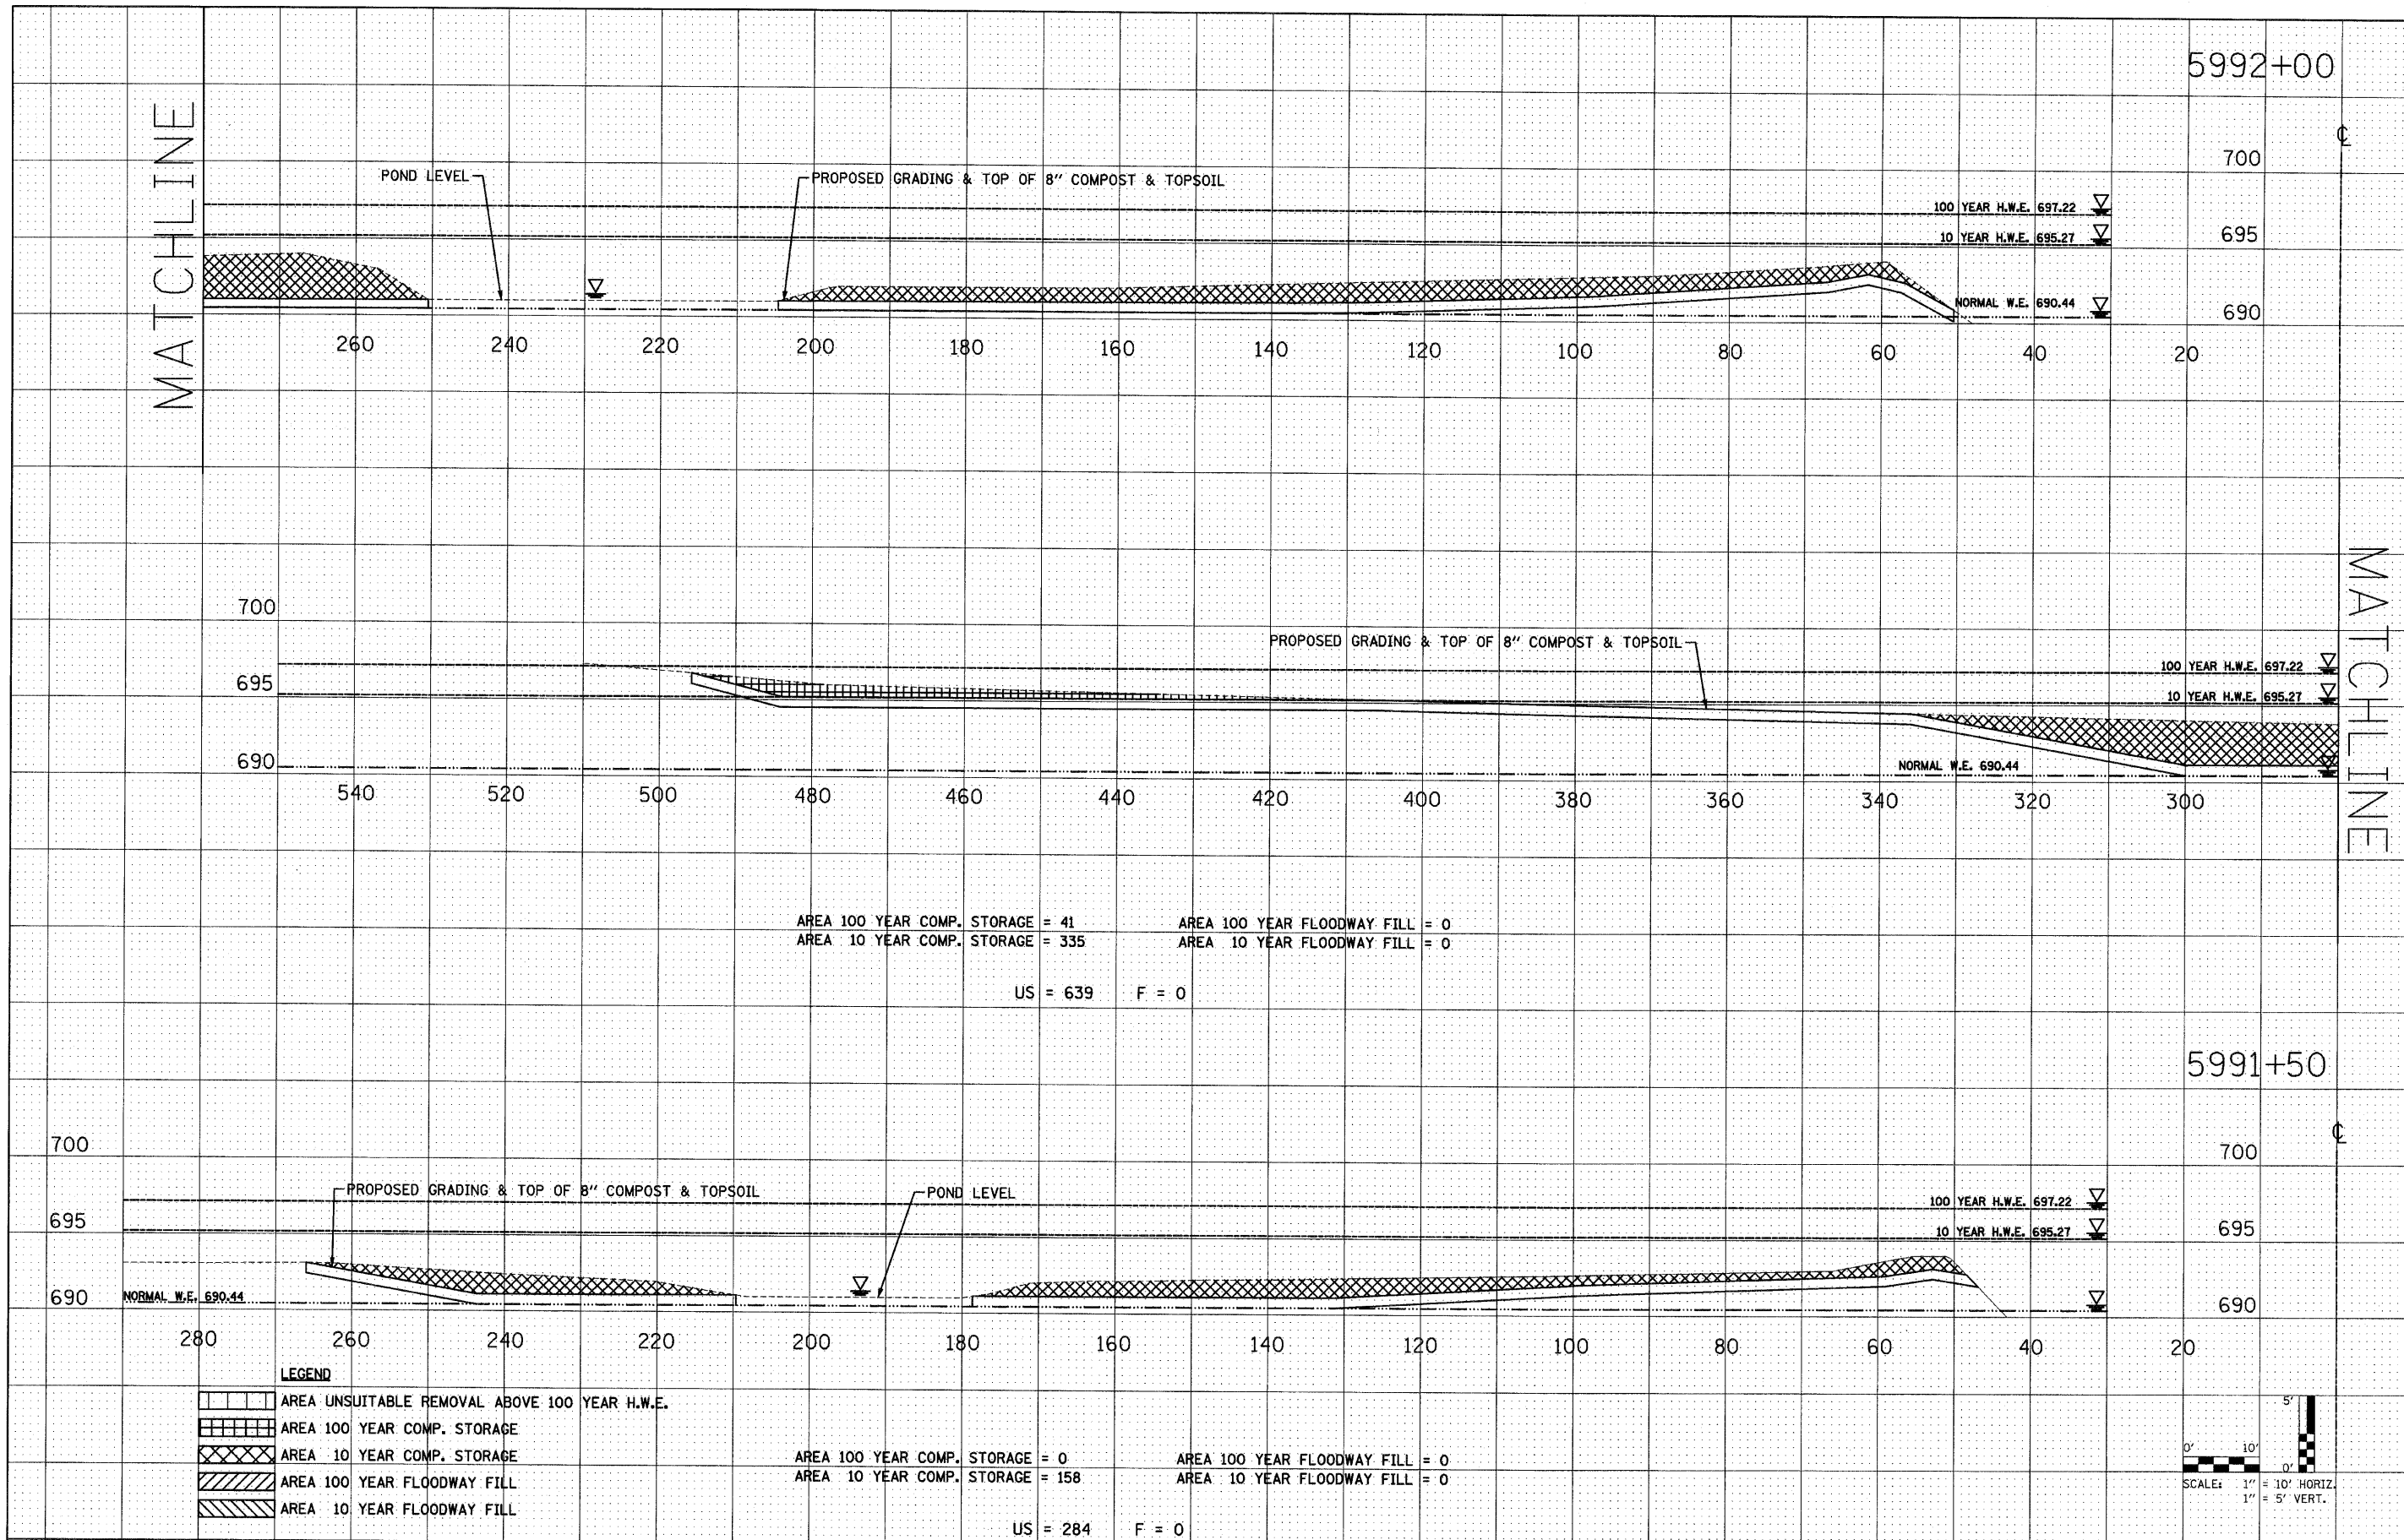 5992+00
MATCHLINE
℄
700
POND LEVEL
PROPOSED GRADING & TOP OF 8" COMPOST & TOPSOIL
100 YEAR H.W.E. 697.22
695
10 YEAR H.W.E. 695.27
NORMAL W.E. 690.44
690
260 240 220 200 180 160 140 120 100 80 60 40 20
MATCHLINE
700
PROPOSED GRADING & TOP OF 8" COMPOST & TOPSOIL
100 YEAR H.W.E. 697.22
695
10 YEAR H.W.E. 695.27
690
NORMAL W.E. 690.44
540 520 500 480 460 440 420 400 380 360 340 320 300
AREA 100 YEAR COMP. STORAGE = 41 AREA 100 YEAR FLOODWAY FILL = 0
AREA 10 YEAR COMP. STORAGE = 335 AREA 10 YEAR FLOODWAY FILL = 0
US = 639 F = 0
5991+50
℄
700 700
PROPOSED GRADING & TOP OF 8" COMPOST & TOPSOIL
POND LEVEL
100 YEAR H.W.E. 697.22
695 695
10 YEAR H.W.E. 695.27
690 NORMAL W.E. 690.44 690
280 260 240 220 200 180 160 140 120 100 80 60 40 20
LEGEND
AREA UNSUITABLE REMOVAL ABOVE 100 YEAR H.W.E.
AREA 100 YEAR COMP. STORAGE
AREA 10 YEAR COMP. STORAGE
AREA 100 YEAR FLOODWAY FILL
AREA 10 YEAR FLOODWAY FILL
AREA 100 YEAR COMP. STORAGE = 0 AREA 100 YEAR FLOODWAY FILL = 0
AREA 10 YEAR COMP. STORAGE = 158 AREA 10 YEAR FLOODWAY FILL = 0
US = 284 F = 0
5'
0' 10'
0'
SCALE: 1" = 10' HORIZ.
1" = 5' VERT.